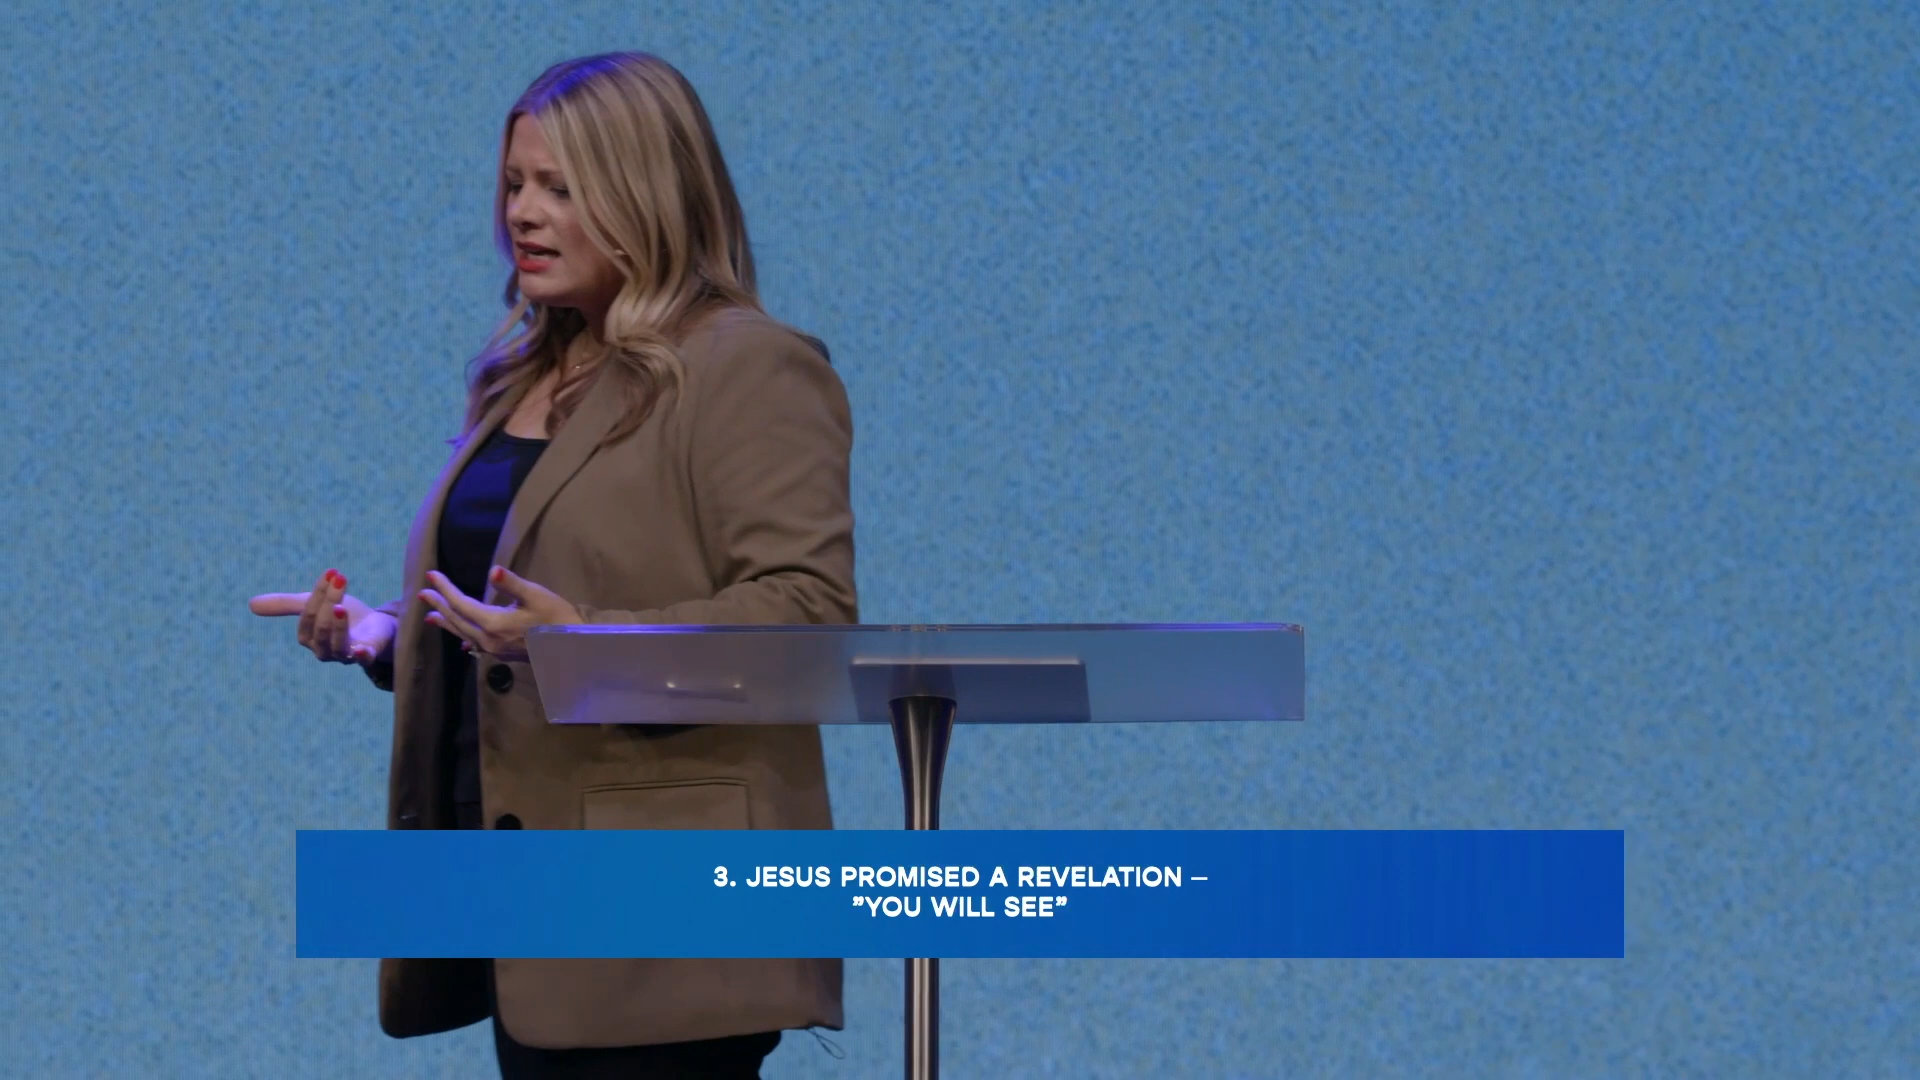 3. JESUS PROMISED A REVELATION –
”YOU WILL SEE”